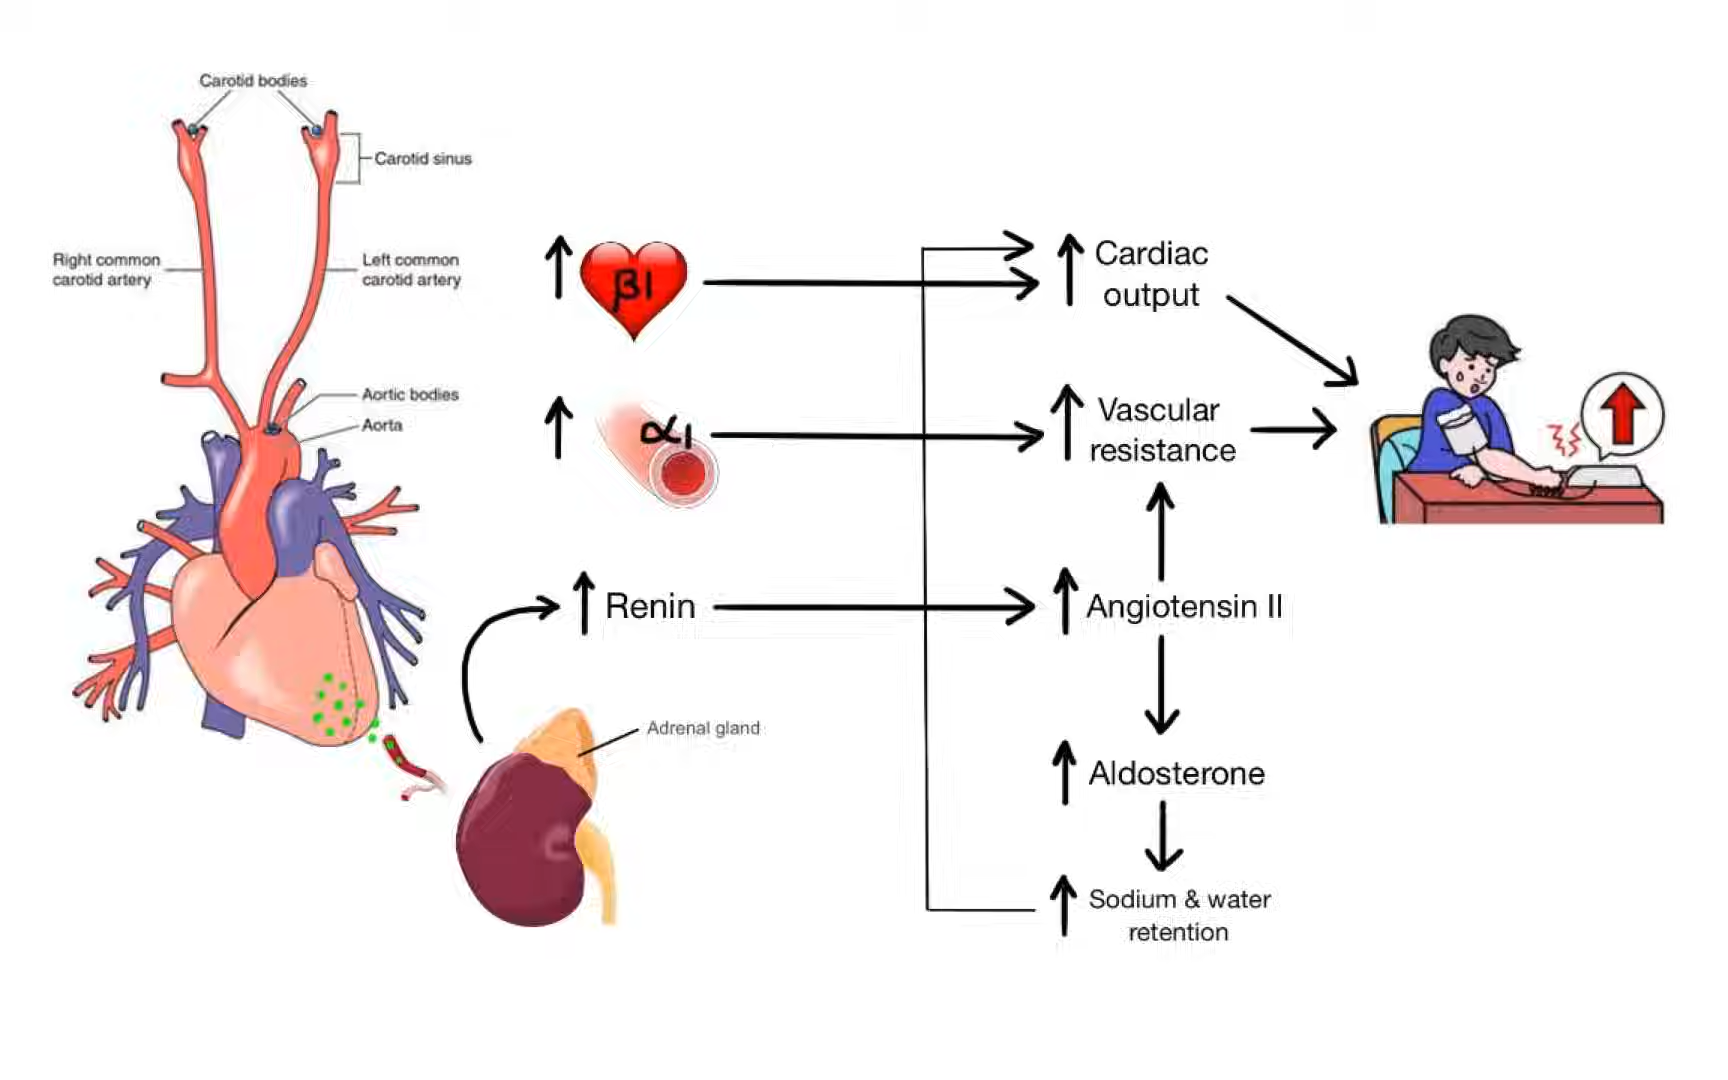 Carotid bodies
Carotid sinus
Right common
carotid artery
Left common
carotid artery
Aortic bodies
Aorta
β1
Cardiac
output
α1
Vascular
resistance
Renin
Angiotensin II
Adrenal gland
Aldosterone
Sodium & water
retention